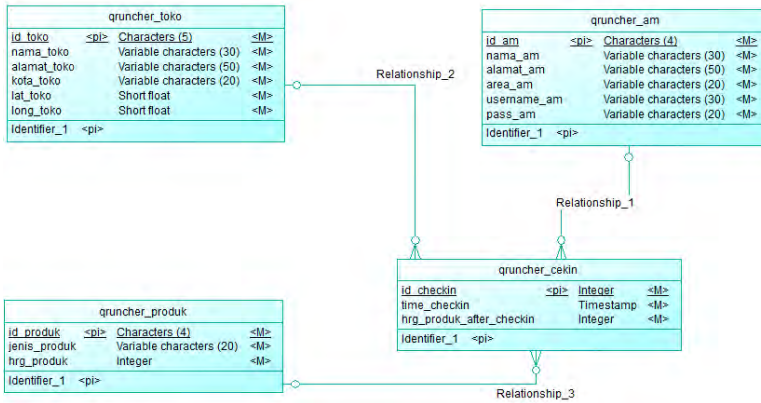 qruncher_toko
id_toko <pi> Characters (5) <M>
nama_toko Variable characters (30) <M>
alamat_toko Variable characters (50) <M>
kota_toko Variable characters (20) <M>
lat_toko Short float <M>
long_toko Short float <M>
Identifier_1 <pi>
qruncher_am
id_am <pi> Characters (4) <M>
nama_am Variable characters (30) <M>
alamat_am Variable characters (50) <M>
area_am Variable characters (20) <M>
username_am Variable characters (30) <M>
pass_am Variable characters (20) <M>
Identifier_1 <pi>
Relationship_2
Relationship_1
qruncher_cekin
id_checkin <pi> Integer <M>
time_checkin Timestamp <M>
hrg_produk_after_checkin Integer <M>
Identifier_1 <pi>
qruncher_produk
id_produk <pi> Characters (4) <M>
jenis_produk Variable characters (20) <M>
hrg_produk Integer <M>
Identifier_1 <pi>
Relationship_3